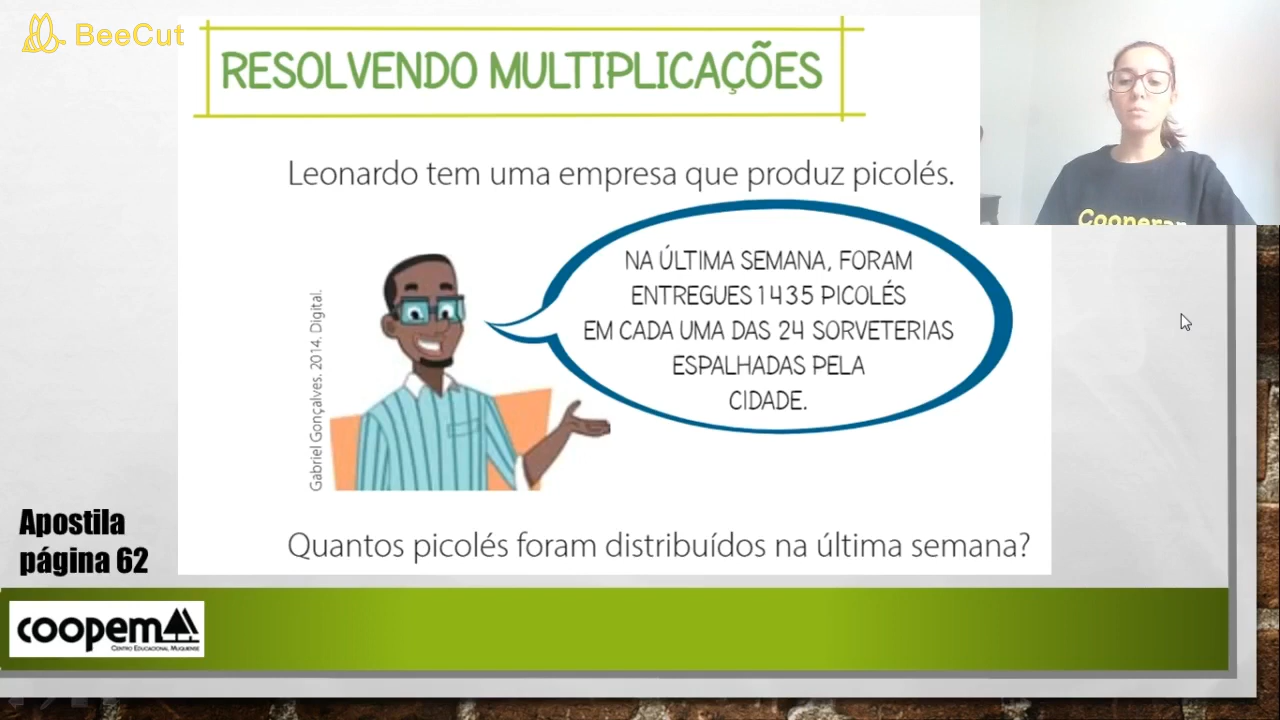 BeeCut
RESOLVENDO MULTIPLICAÇÕES
Leonardo tem uma empresa que produz picolés.
Cooperar
NA ÚLTIMA SEMANA, FORAM
ENTREGUES 1435 PICOLÉS
EM CADA UMA DAS 24 SORVETERIAS
ESPALHADAS PELA
CIDADE.
Gabriel Gonçalves. 2014. Digital.
Quantos picolés foram distribuídos na última semana?
Apostila
página 62
coopema
CENTRO EDUCACIONAL MUQUIENSE